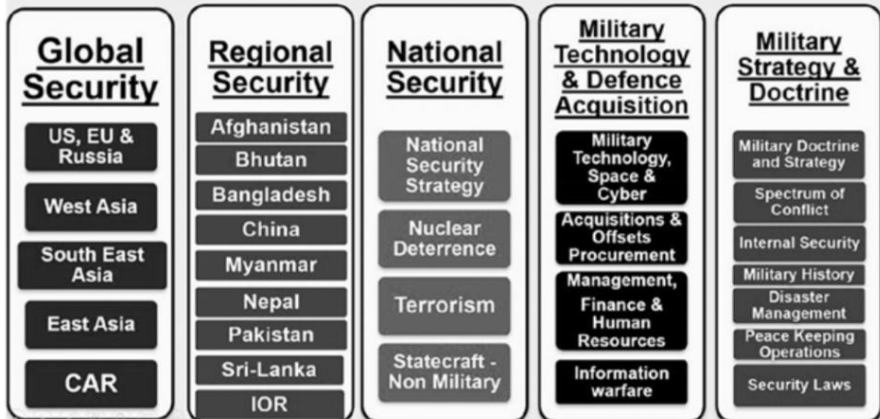 Global
Security
US, EU &
Russia
West Asia
South East
Asia
East Asia
CAR
Regional
Security
Afghanistan
Bhutan
Bangladesh
China
Myanmar
Nepal
Pakistan
Sri-Lanka
IOR
National
Security
National
Security
Strategy
Nuclear
Deterrence
Terrorism
Statecraft -
Non Military
Military
Technology
& Defence
Acquisition
Military
Technology,
Space &
Cyber
Acquisitions &
Offsets
Procurement
Management,
Finance &
Human
Resources
Information
warfare
Military
Strategy &
Doctrine
Military Doctrine
and Strategy
Spectrum of
Conflict
Internal Security
Military History
Disaster
Management
Peace Keeping
Operations
Security Laws